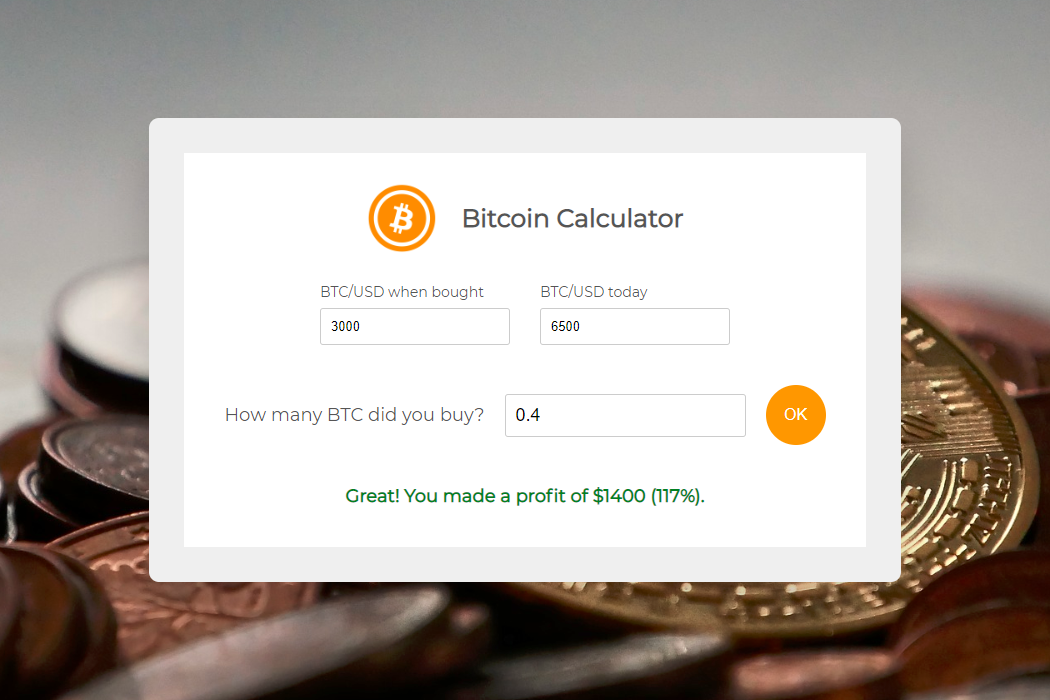 Bitcoin Calculator
BTC/USD when bought
BTC/USD today
3000
6500
How many BTC did you buy?
0.4
OK
Great! You made a profit of $1400 (117%).